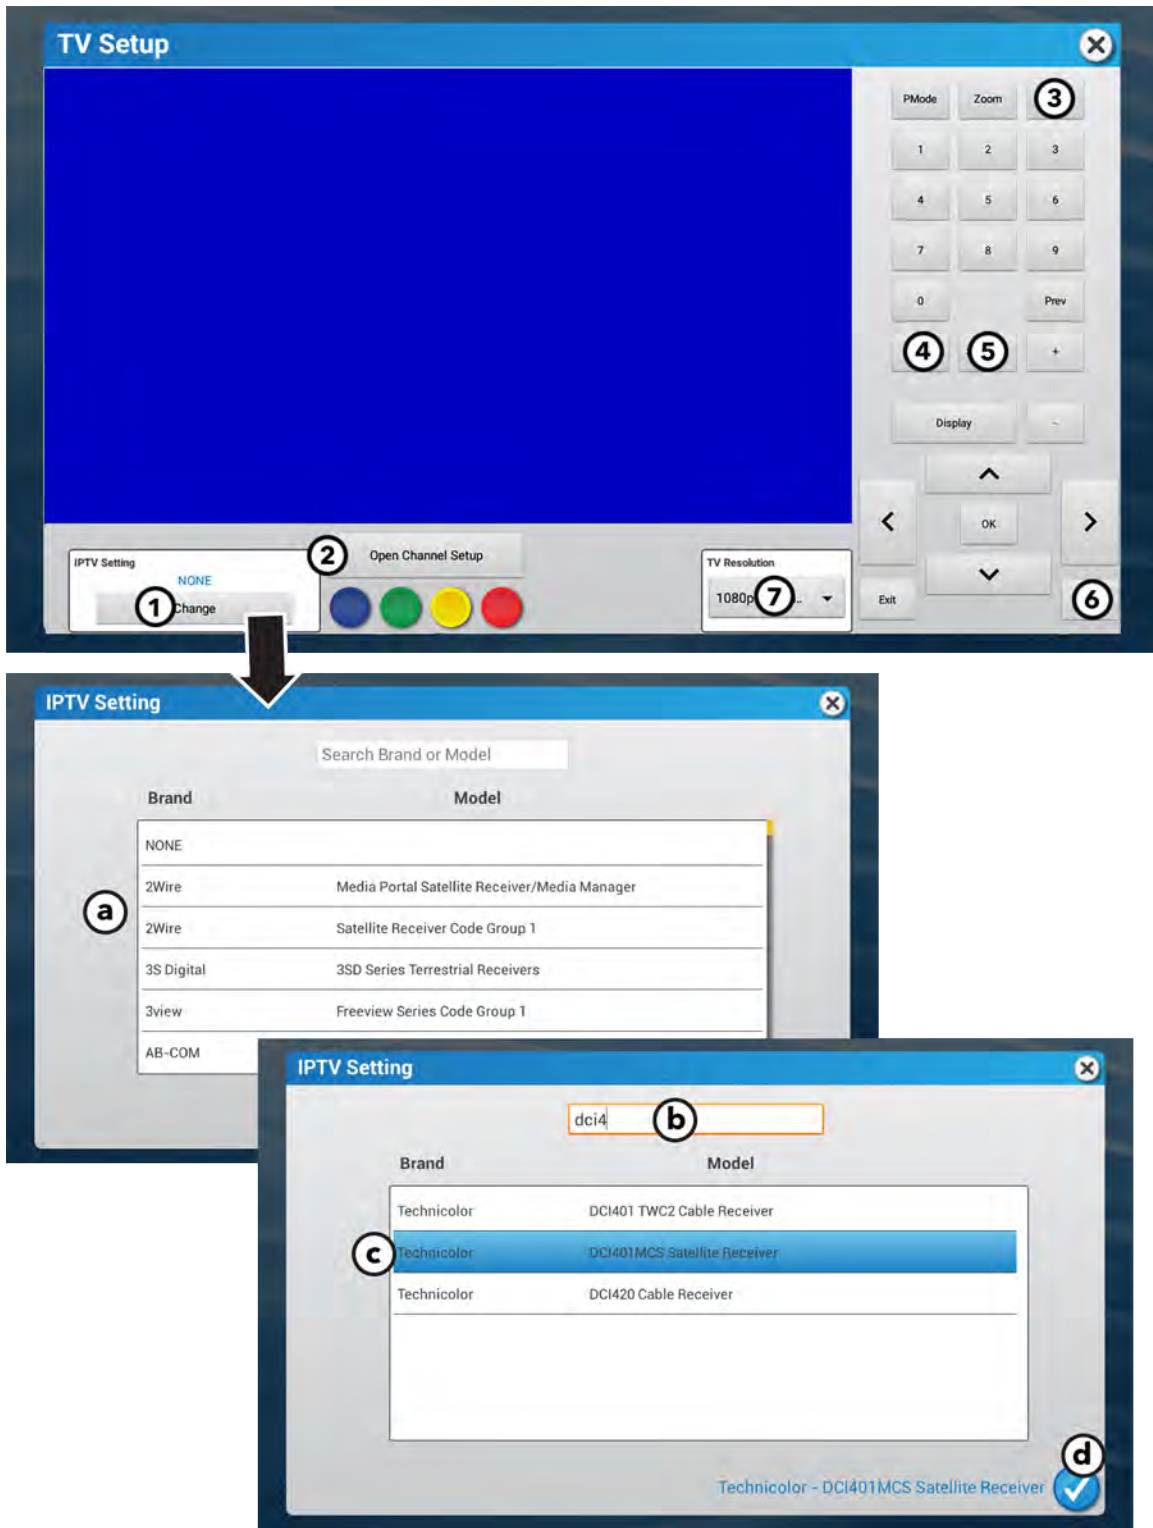 TV Setup
PMode Zoom 3
1 2 3
4 5 6
7 8 9
0 Prev
4 5 +
Display -
OK
Exit 6
IPTV Setting
NONE
1 Change
2 Open Channel Setup
TV Resolution
1080p 7 ...
IPTV Setting
Search Brand or Model
Brand Model
NONE
2Wire Media Portal Satellite Receiver/Media Manager
a
2Wire Satellite Receiver Code Group 1
3S Digital 3SD Series Terrestrial Receivers
3view Freeview Series Code Group 1
AB-COM
IPTV Setting
dci4 b
Brand Model
Technicolor DCI401 TWC2 Cable Receiver
c Technicolor DCI401MCS Satellite Receiver
Technicolor DCI420 Cable Receiver
d
Technicolor - DCI401MCS Satellite Receiver